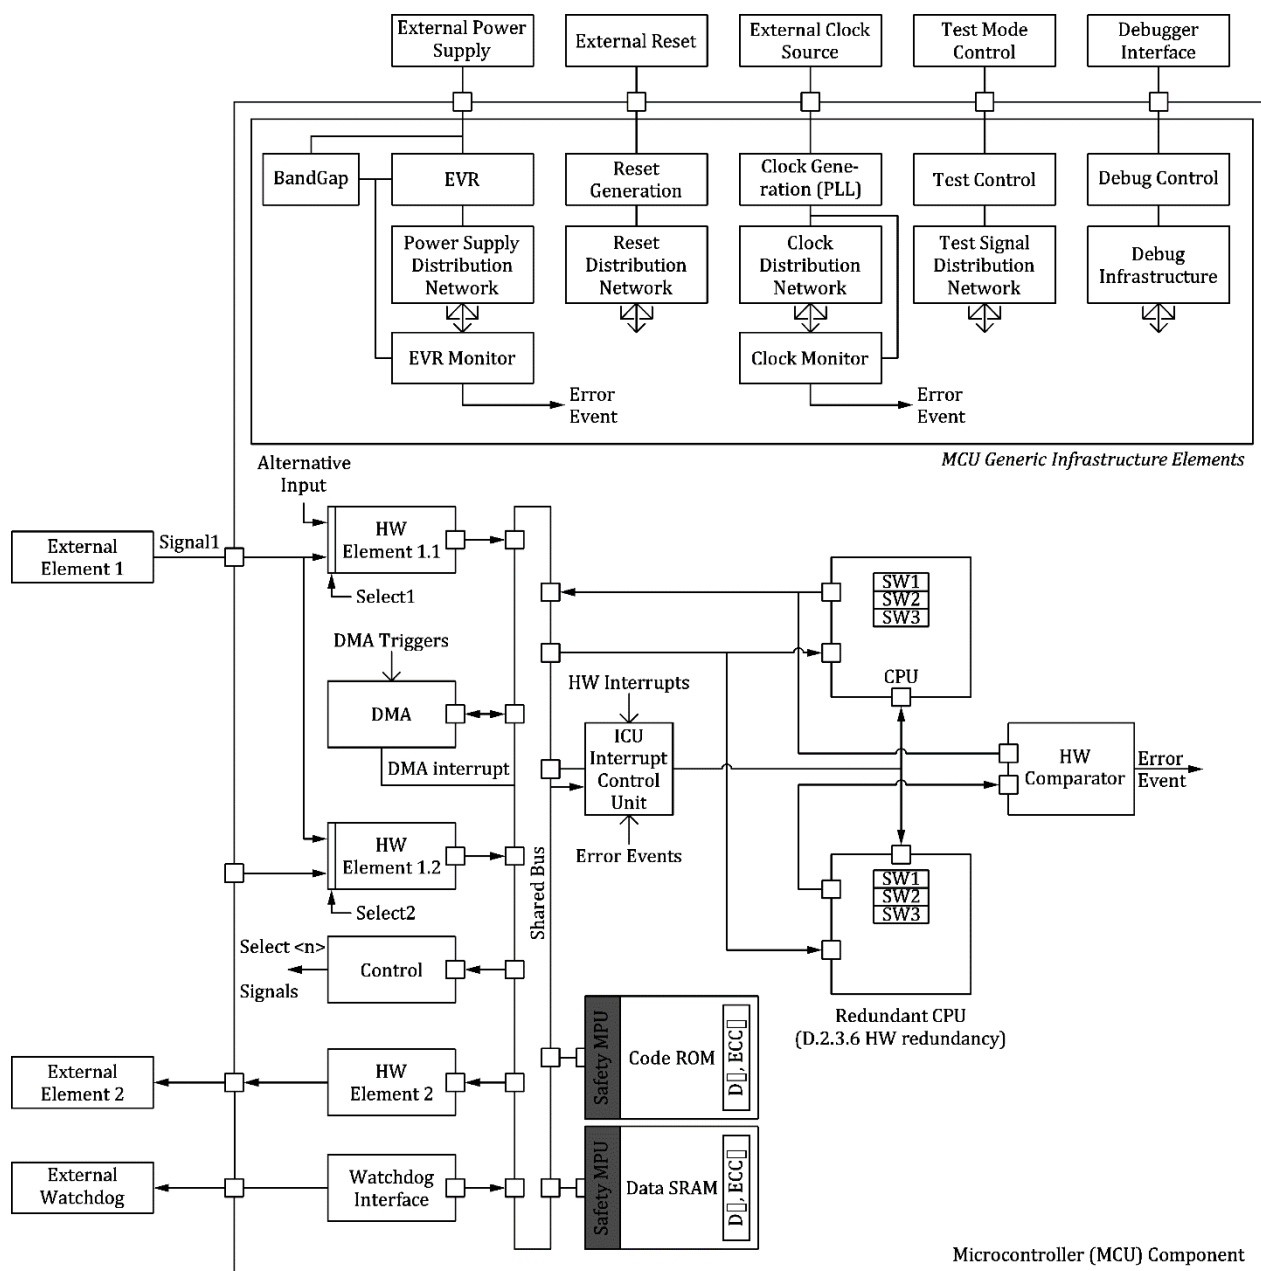 External Power
Supply
External Reset
External Clock
Source
Test Mode
Control
Debugger
Interface
BandGap
EVR
Reset
Generation
Clock Gene-
ration (PLL)
Test Control
Debug Control
Power Supply
Distribution
Network
Reset
Distribution
Network
Clock
Distribution
Network
Test Signal
Distribution
Network
Debug
Infrastructure
EVR Monitor
Clock Monitor
Error
Event
Error
Event
MCU Generic Infrastructure Elements
Alternative
Input
External
Element 1
Signal1
HW
Element 1.1
Select1
DMA Triggers
DMA
DMA interrupt
HW
Element 1.2
Select2
Select <n>
Signals
Control
External
Element 2
HW
Element 2
External
Watchdog
Watchdog
Interface
Shared Bus
HW Interrupts
ICU
Interrupt
Control
Unit
Error Events
SW1
SW2
SW3
CPU
HW
Comparator
Error
Event
SW1
SW2
SW3
Redundant CPU
(D.2.3.6 HW redundancy)
Safety MPU
Code ROM
D▯, ECC▯
Safety MPU
Data SRAM
D▯, ECC▯
Microcontroller (MCU) Component